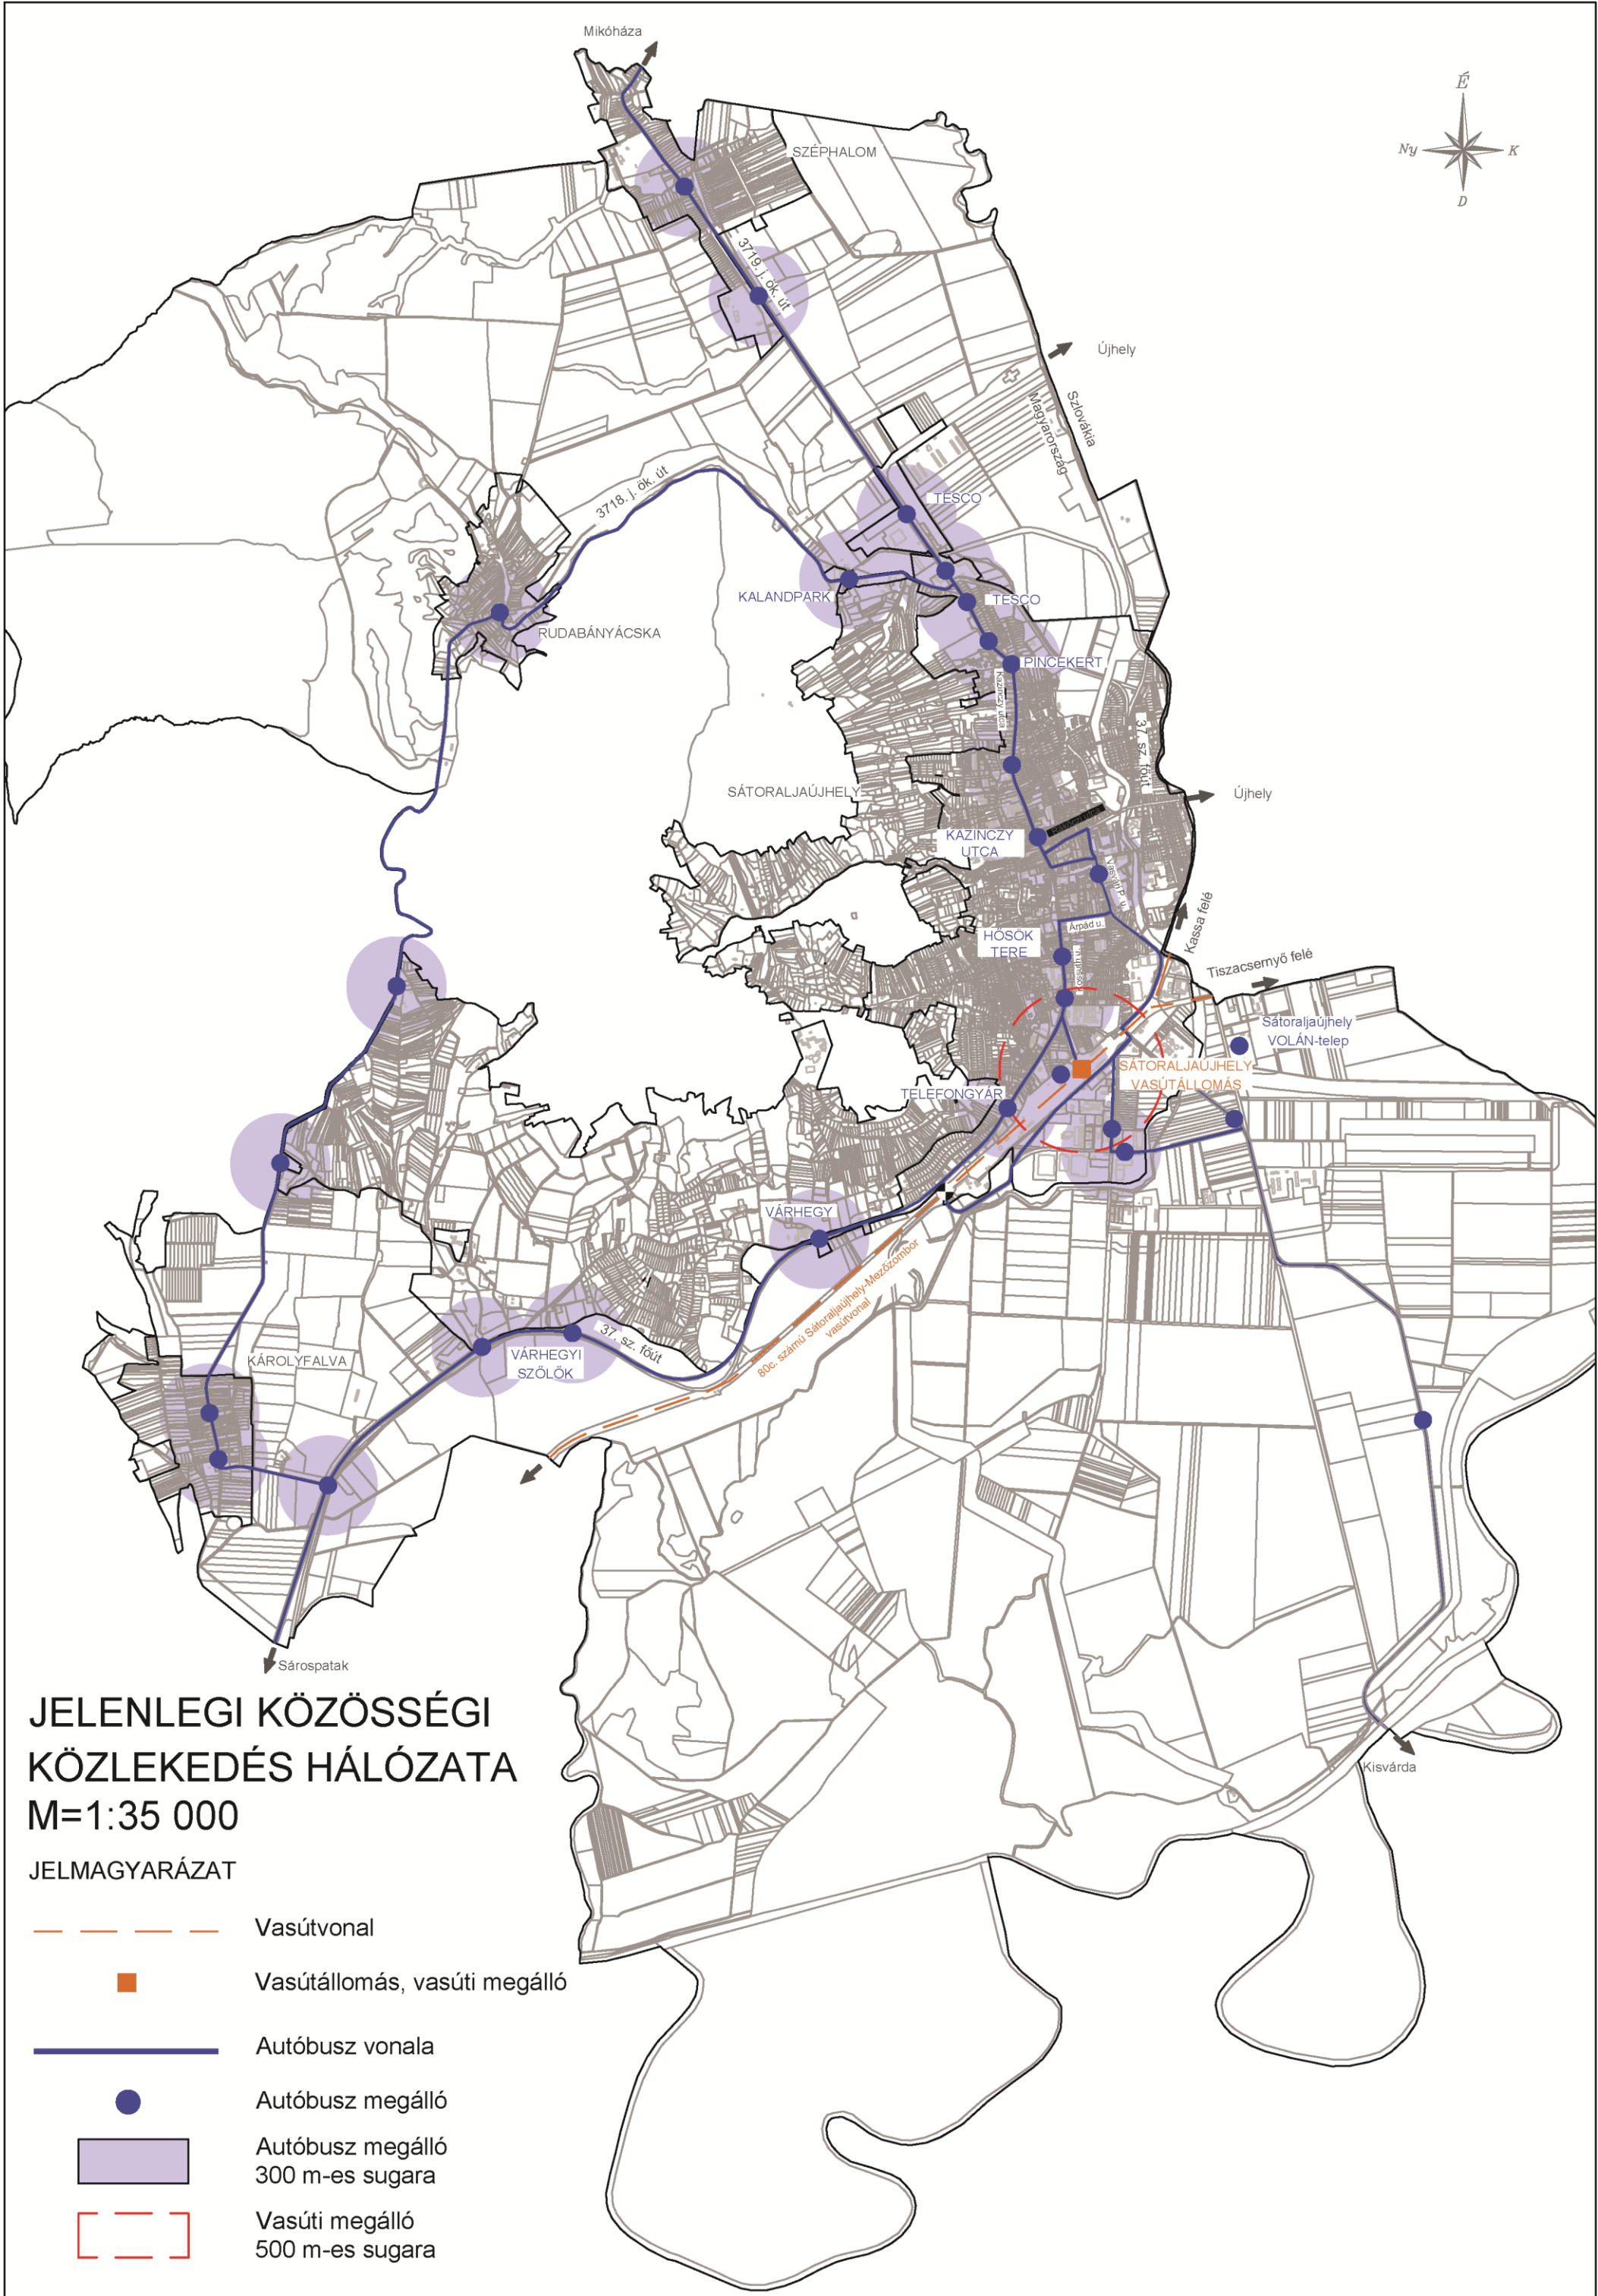 Mikóháza
É
Ny
K
D
SZÉPHALOM
3719. j. ök. út
Újhely
Szlovákia
Magyarország
3718. j. ök. út
TESCO
KALANDPARK
TESCO
RUDABÁNYÁCSKA
PINCEKERT
Kazinczy utca
37. sz. főút
SÁTORALJAÚJHELY
Újhely
KAZINCZY
UTCA
Árpád u.
HŐSÖK
TERE
Kassa felé
Tiszacsernyő felé
Sátoraljaújhely
VOLÁN-telep
SÁTORALJAÚJHELY
VASÚTÁLLOMÁS
TELEFONGYÁR
VÁRHEGY
80c. számú Sátoraljaújhely-Mezőzombor
vasútvonal
37. sz. főút
VÁRHEGYI
SZŐLŐK
KÁROLYFALVA
Sárospatak
Kisvárda
JELENLEGI KÖZÖSSÉGI
KÖZLEKEDÉS HÁLÓZATA
M=1:35 000
JELMAGYARÁZAT
Vasútvonal
Vasútállomás, vasúti megálló
Autóbusz vonala
Autóbusz megálló
Autóbusz megálló
300 m-es sugara
Vasúti megálló
500 m-es sugara